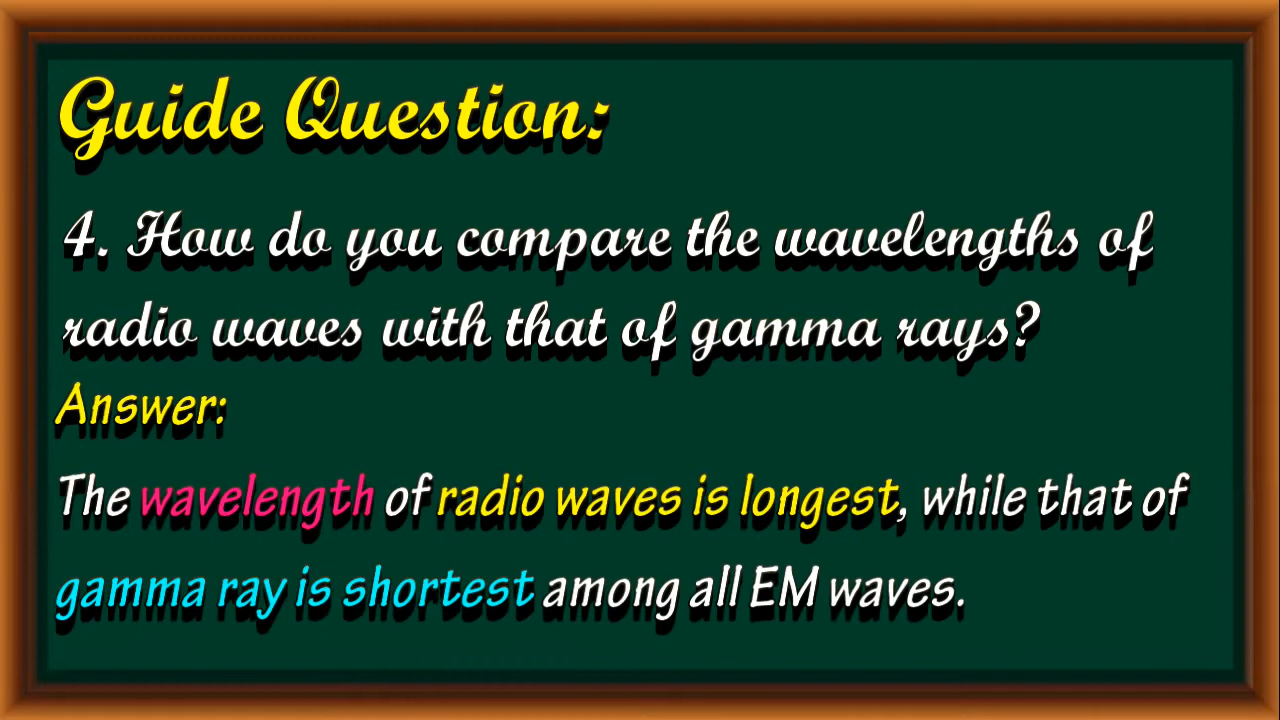 Guide Question:
4. How do you compare the wavelengths of
radio waves with that of gamma rays?
Answer:
The wavelength of radio waves is longest, while that of
gamma ray is shortest among all EM waves.